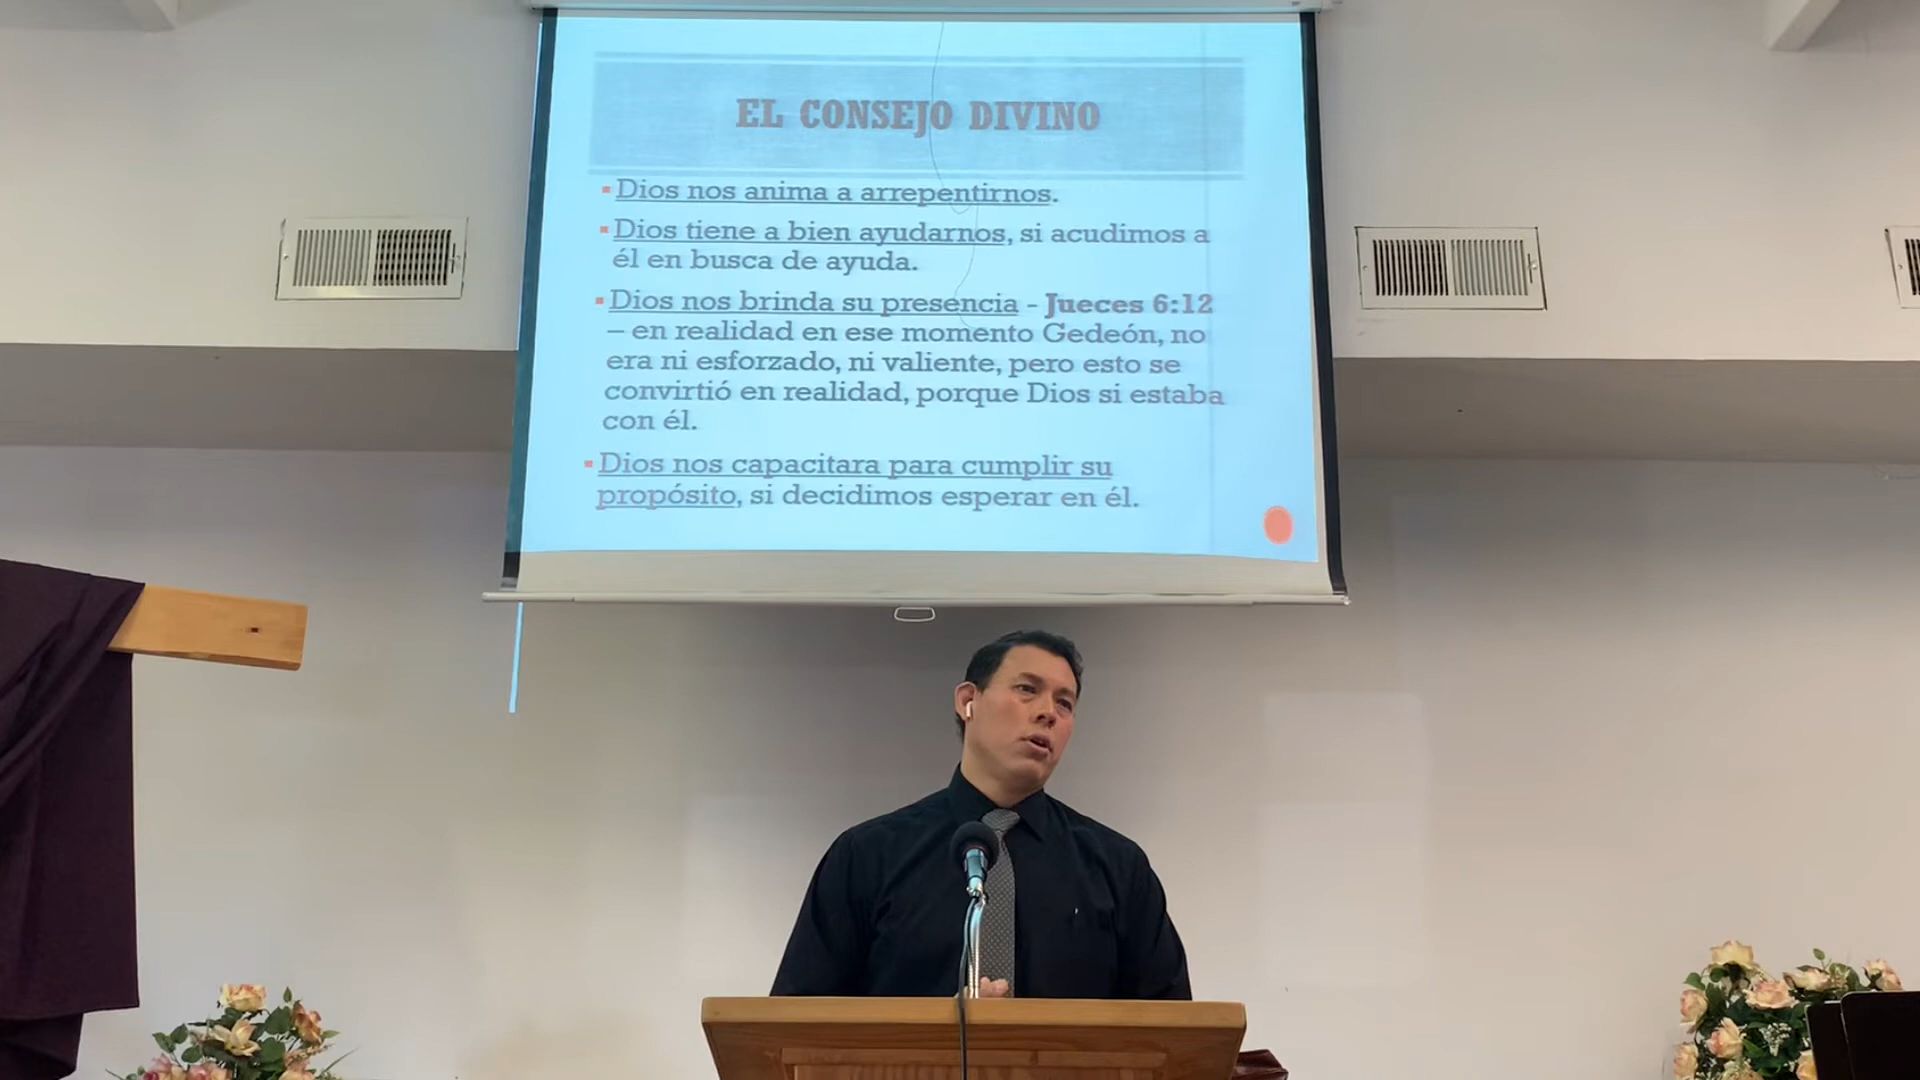 EL CONSEJO DIVINO
Dios nos anima a arrepentirnos.
Dios tiene a bien ayudarnos, si acudimos a
él en busca de ayuda.
Dios nos brinda su presencia - Jueces 6:12
– en realidad en ese momento Gedeón, no
era ni esforzado, ni valiente, pero esto se
convirtió en realidad, porque Dios si estaba
con él.
Dios nos capacitara para cumplir su
propósito, si decidimos esperar en él.